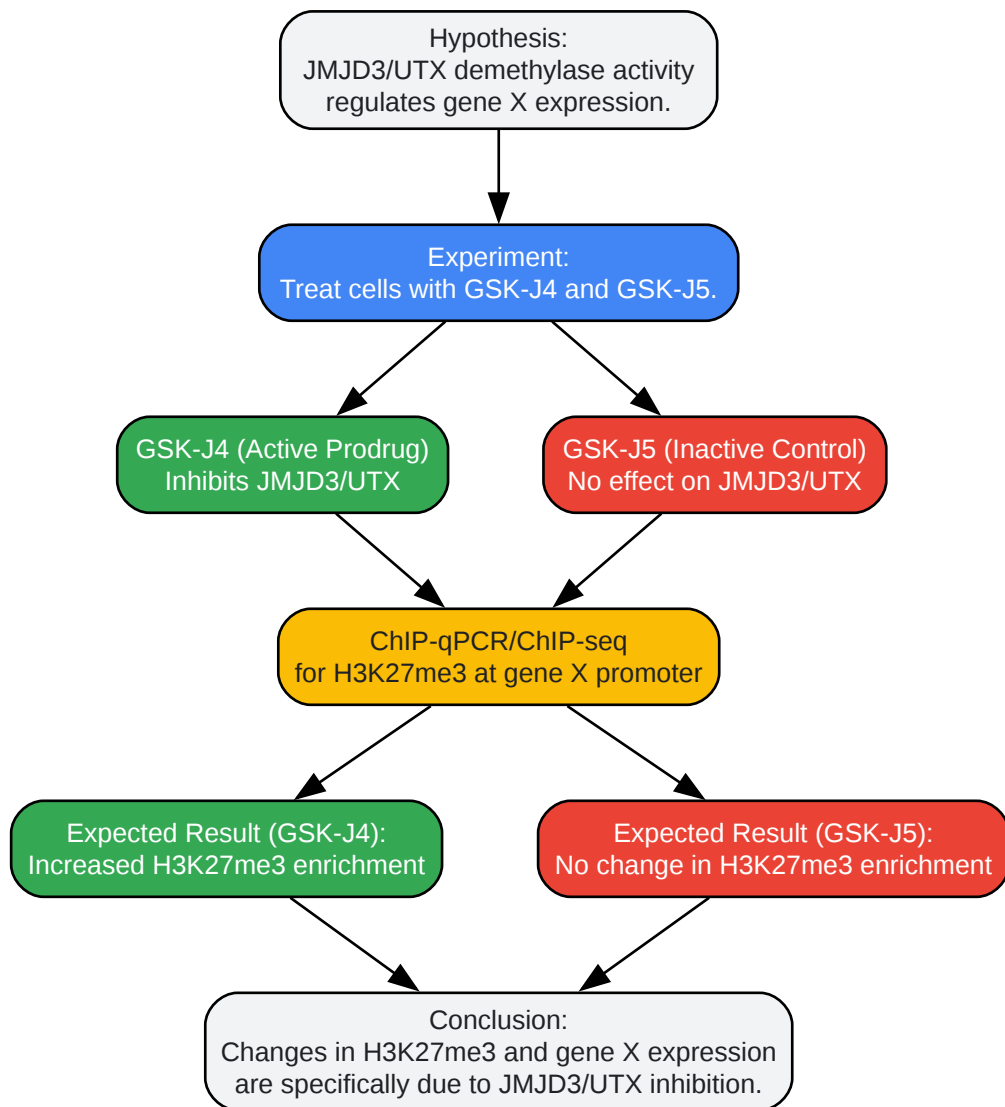 Hypothesis:
JMJD3/UTX demethylase activity
regulates gene X expression.
Experiment:
Treat cells with GSK-J4 and GSK-J5.
GSK-J4 (Active Prodrug)
Inhibits JMJD3/UTX
GSK-J5 (Inactive Control)
No effect on JMJD3/UTX
ChIP-qPCR/ChIP-seq
for H3K27me3 at gene X promoter
Expected Result (GSK-J4):
Increased H3K27me3 enrichment
Expected Result (GSK-J5):
No change in H3K27me3 enrichment
Conclusion:
Changes in H3K27me3 and gene X expression
are specifically due to JMJD3/UTX inhibition.